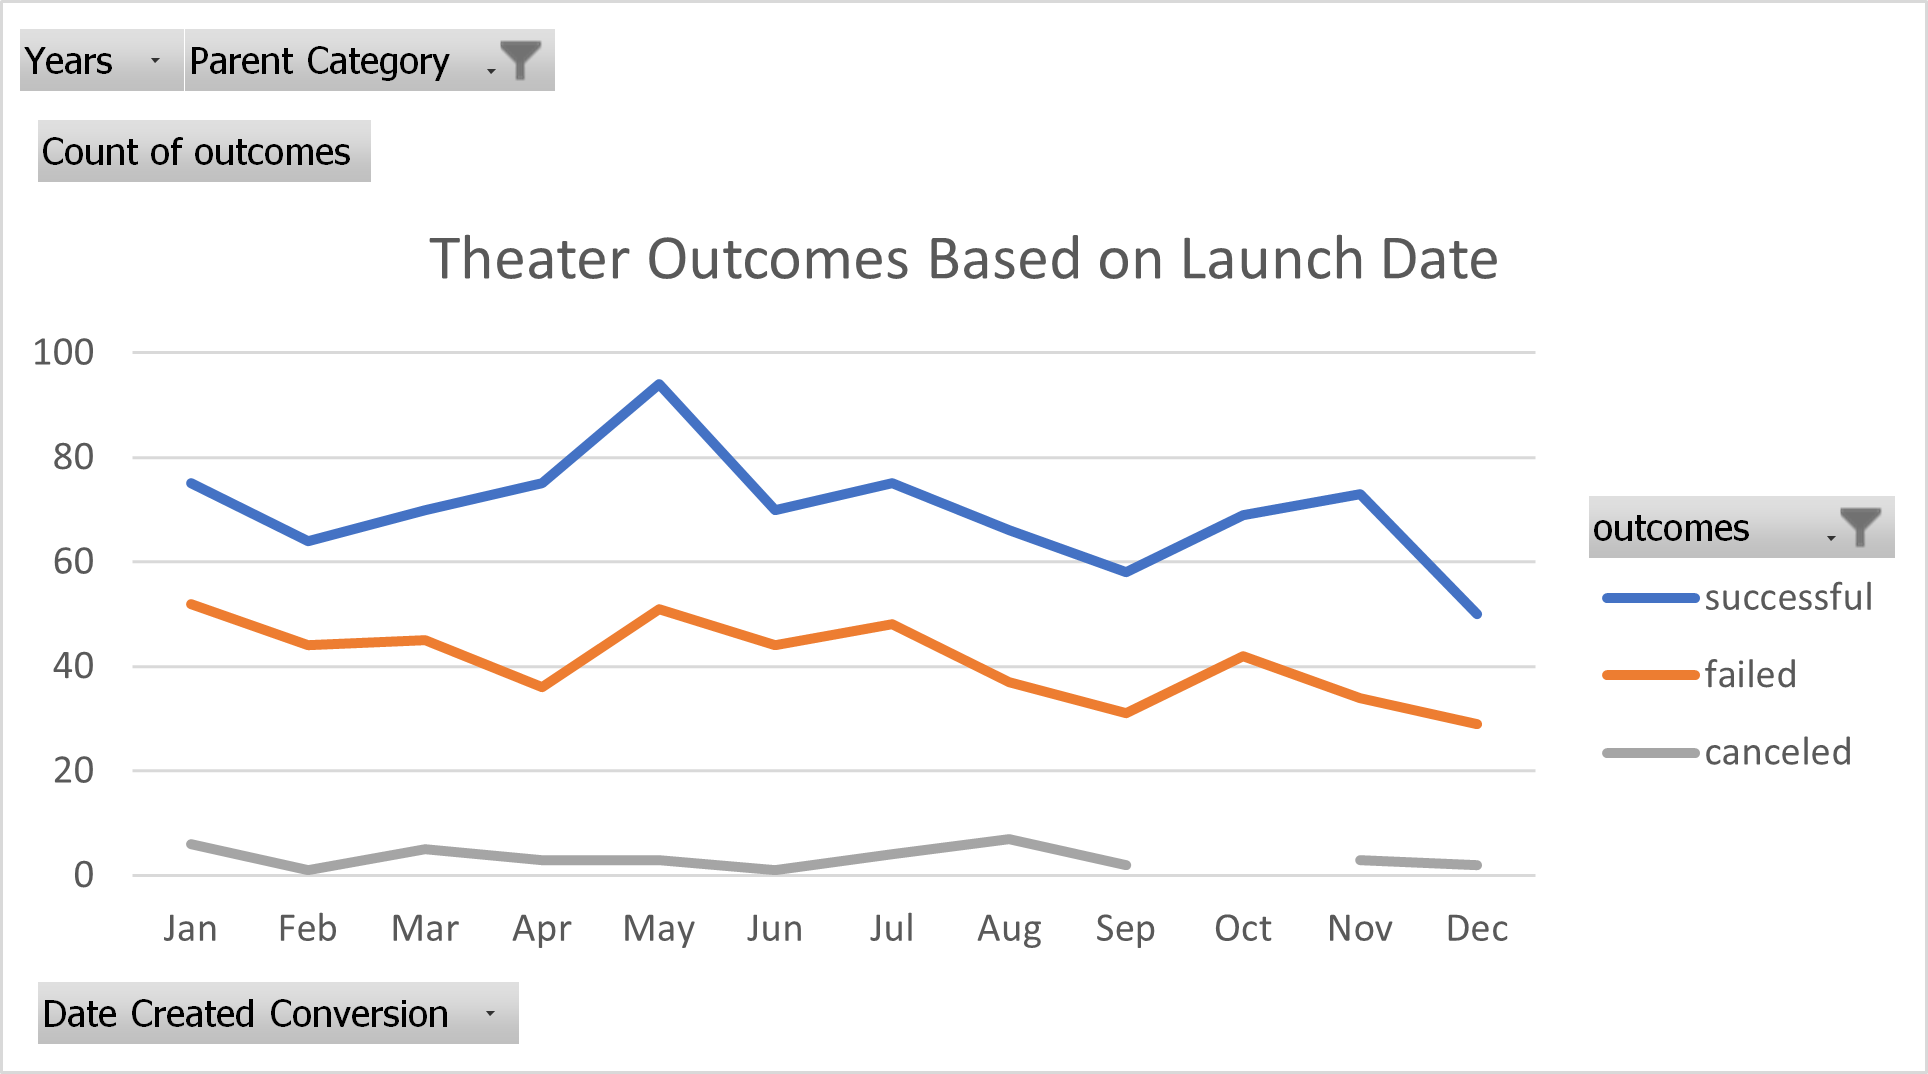 Years Parent Category
Count of outcomes
Theater Outcomes Based on Launch Date
100
80
60
40
20
0
Jan Feb Mar Apr May Jun Jul Aug Sep Oct Nov Dec
outcomes
successful
failed
canceled
Date Created Conversion